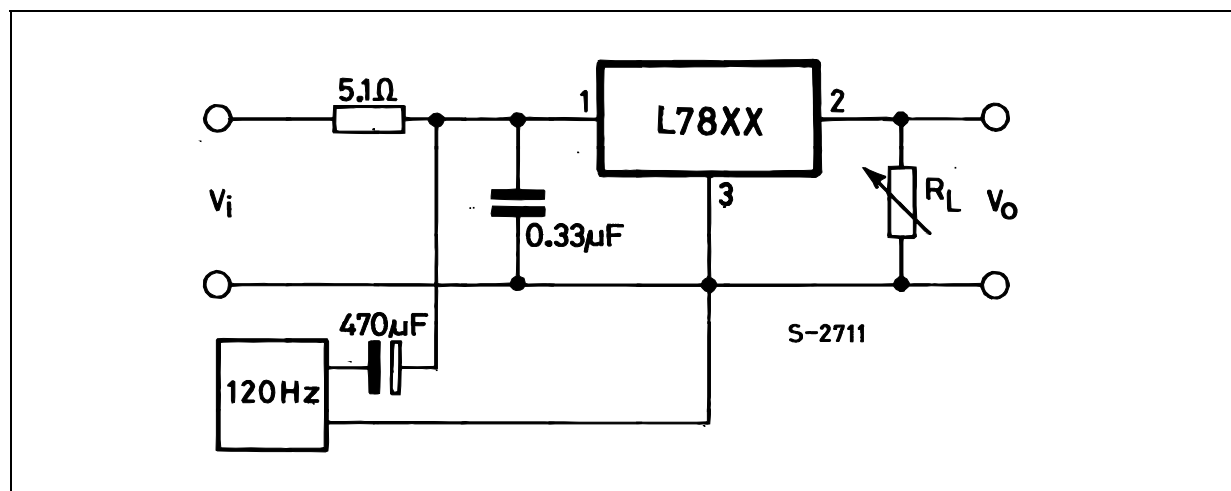 5.1Ω
1
L78XX
2
3
Vi
0.33µF
RL
Vo
470µF
S-2711
120Hz